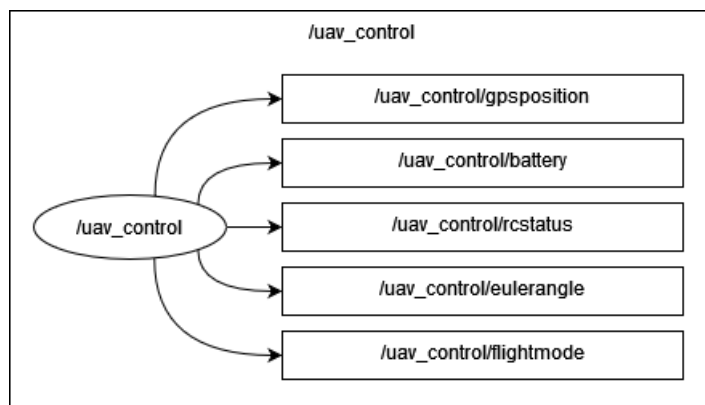 /uav_control
/uav_control/gpsposition
/uav_control/battery
/uav_control
/uav_control/rcstatus
/uav_control/eulerangle
/uav_control/flightmode